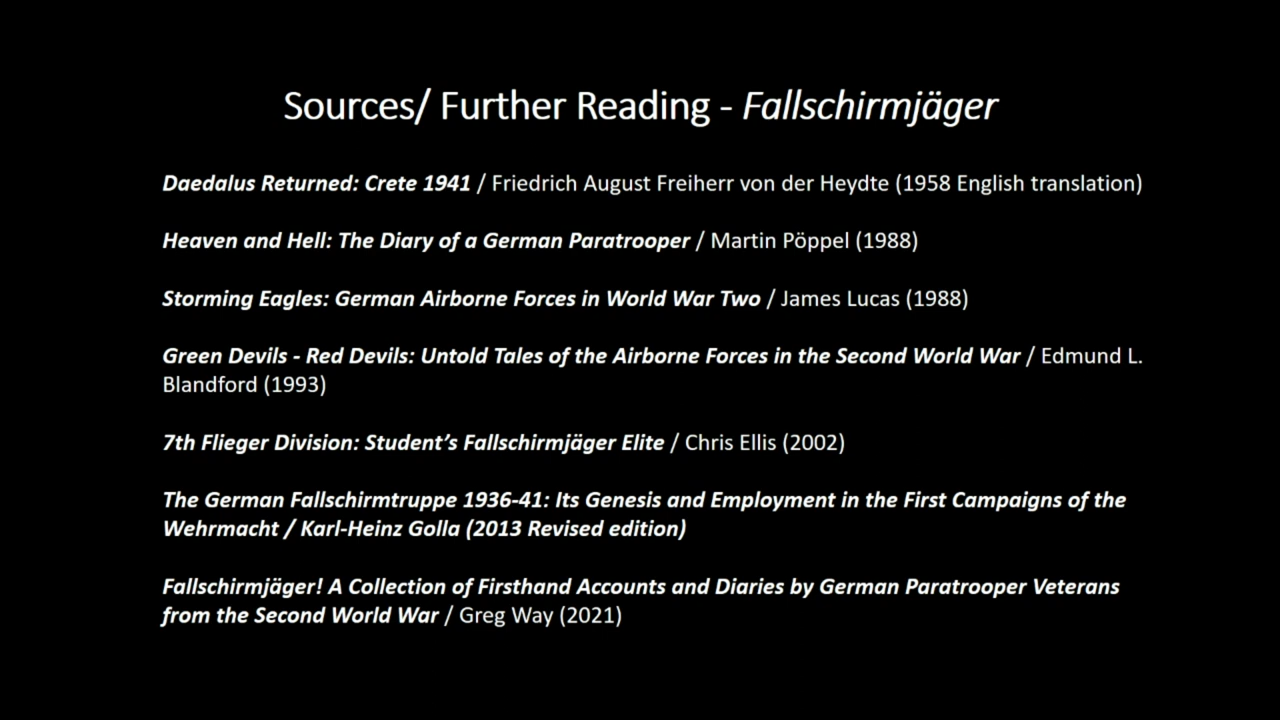 Sources/ Further Reading - Fallschirmjäger
Daedalus Returned: Crete 1941 / Friedrich August Freiherr von der Heydte (1958 English translation)
Heaven and Hell: The Diary of a German Paratrooper / Martin Pöppel (1988)
Storming Eagles: German Airborne Forces in World War Two / James Lucas (1988)
Green Devils - Red Devils: Untold Tales of the Airborne Forces in the Second World War / Edmund L.
Blandford (1993)
7th Flieger Division: Student’s Fallschirmjäger Elite / Chris Ellis (2002)
The German Fallschirmtruppe 1936-41: Its Genesis and Employment in the First Campaigns of the
Wehrmacht / Karl-Heinz Golla (2013 Revised edition)
Fallschirmjäger! A Collection of Firsthand Accounts and Diaries by German Paratrooper Veterans
from the Second World War / Greg Way (2021)